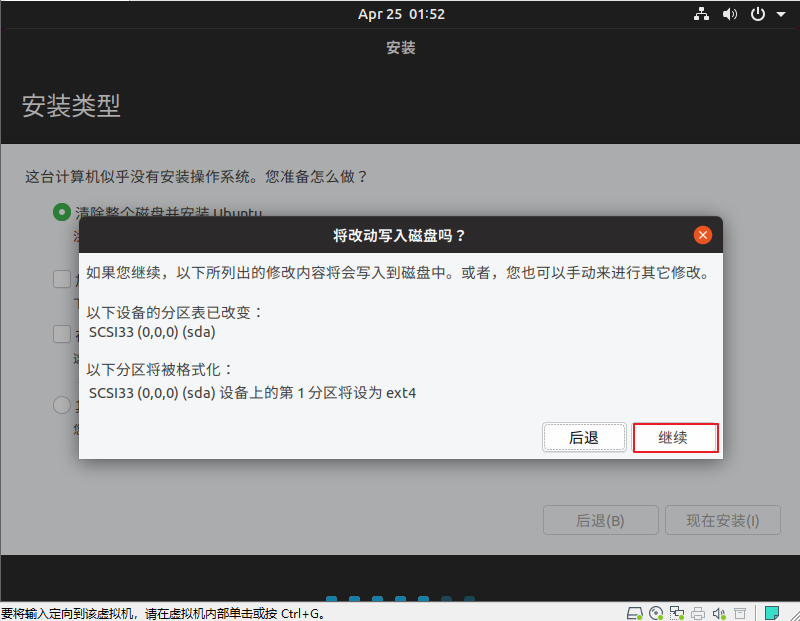 Apr 25 01:52
安装
安装类型
这台计算机似乎没有安装操作系统。您准备怎么做？
清除整个磁盘并安装 Ubuntu
将改动写入磁盘吗？
如果您继续，以下所列出的修改内容将会写入到磁盘中。或者，您也可以手动来进行其它修改。
以下设备的分区表已改变：
SCSI33 (0,0,0) (sda)
以下分区将被格式化：
SCSI33 (0,0,0) (sda) 设备上的第 1 分区将设为 ext4
后退 继续
后退(B) 现在安装(I)
要将输入定向到该虚拟机，请在虚拟机内部单击或按 Ctrl+G。